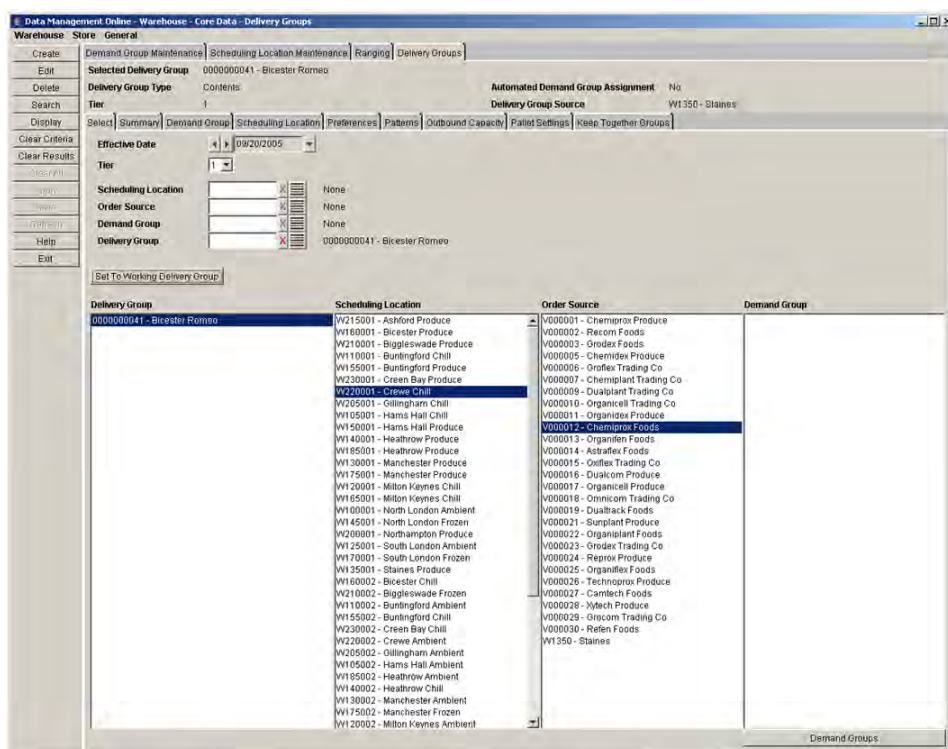 Data Management Online - Warehouse - Core Data - Delivery Groups
Warehouse Store General
Create
Edit
Delete
Search
Display
Clear Criteria
Clear Results
Help
Exit
Demand Group Maintenance Scheduling Location Maintenance Ranging Delivery Groups
Selected Delivery Group 0000000041 - Bicester Romeo
Delivery Group Type Contents Automated Demand Group Assignment No
Tier 1 Delivery Group Source W1350 - Staines
Select Summary Demand Group Scheduling Location Preferences Patterns Outbound Capacity Pallet Settings Keep Together Groups
Effective Date 09/20/2005
Tier 1
Scheduling Location X None
Order Source X None
Demand Group X None
Delivery Group X 0000000041 - Bicester Romeo
Set To Working Delivery Group
Delivery Group
0000000041 - Bicester Romeo
Scheduling Location
W215001 - Ashford Produce
W160001 - Bicester Produce
W210001 - Biggleswade Produce
W110001 - Buntingford Chill
W155001 - Buntingford Produce
W230001 - Creen Bay Produce
W220001 - Crewe Chill
W205001 - Gillingham Chill
W105001 - Hams Hall Chill
W150001 - Hams Hall Produce
W140001 - Heathrow Produce
W185001 - Heathrow Produce
W130001 - Manchester Produce
W175001 - Manchester Produce
W120001 - Milton Keynes Chill
W165001 - Milton Keynes Chill
W100001 - North London Ambient
W145001 - North London Frozen
W200001 - Northampton Produce
W125001 - South London Ambient
W170001 - South London Frozen
W135001 - Staines Produce
W160002 - Bicester Chill
W210002 - Biggleswade Frozen
W110002 - Buntingford Ambient
W155002 - Buntingford Chill
W230002 - Creen Bay Chill
W220002 - Crewe Ambient
W205002 - Gillingham Ambient
W105002 - Hams Hall Ambient
W185002 - Heathrow Ambient
W140002 - Heathrow Chill
W130002 - Manchester Ambient
W175002 - Manchester Frozen
W120002 - Milton Keynes Ambient
Order Source
V000001 - Chemiprox Produce
V000002 - Recom Foods
V000003 - Grodex Foods
V000005 - Chemidex Produce
V000006 - Groflex Trading Co
V000007 - Chemiplant Trading Co
V000009 - Dualplant Trading Co
V000010 - Organicell Trading Co
V000011 - Organidex Produce
V000012 - Chemiprox Foods
V000013 - Organifen Foods
V000014 - Astraflex Foods
V000015 - Oxiflex Trading Co
V000016 - Dualcom Produce
V000017 - Organicell Produce
V000018 - Omnicom Trading Co
V000019 - Dualtrack Foods
V000021 - Sunplant Produce
V000022 - Organiplant Foods
V000023 - Grodex Trading Co
V000024 - Reprox Produce
V000025 - Organiflex Foods
V000026 - Technoprox Produce
V000027 - Camtech Foods
V000028 - Xytech Produce
V000029 - Grocom Trading Co
V000030 - Refen Foods
W1350 - Staines
Demand Group
Demand Groups